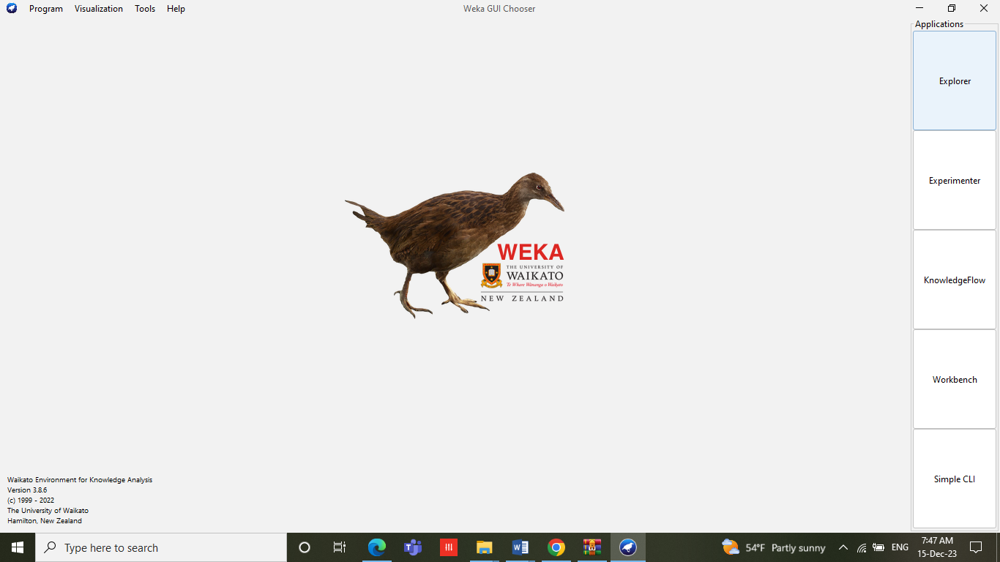 Program Visualization Tools Help Weka GUI Chooser
Applications
Explorer
Experimenter
KnowledgeFlow
Workbench
Simple CLI
WEKA
THE UNIVERSITY OF
WAIKATO
Te Whare Wānanga o Waikato
NEW ZEALAND
Waikato Environment for Knowledge Analysis
Version 3.8.6
(c) 1999 - 2022
The University of Waikato
Hamilton, New Zealand
Type here to search
54°F Partly sunny
ENG
7:47 AM
15-Dec-23